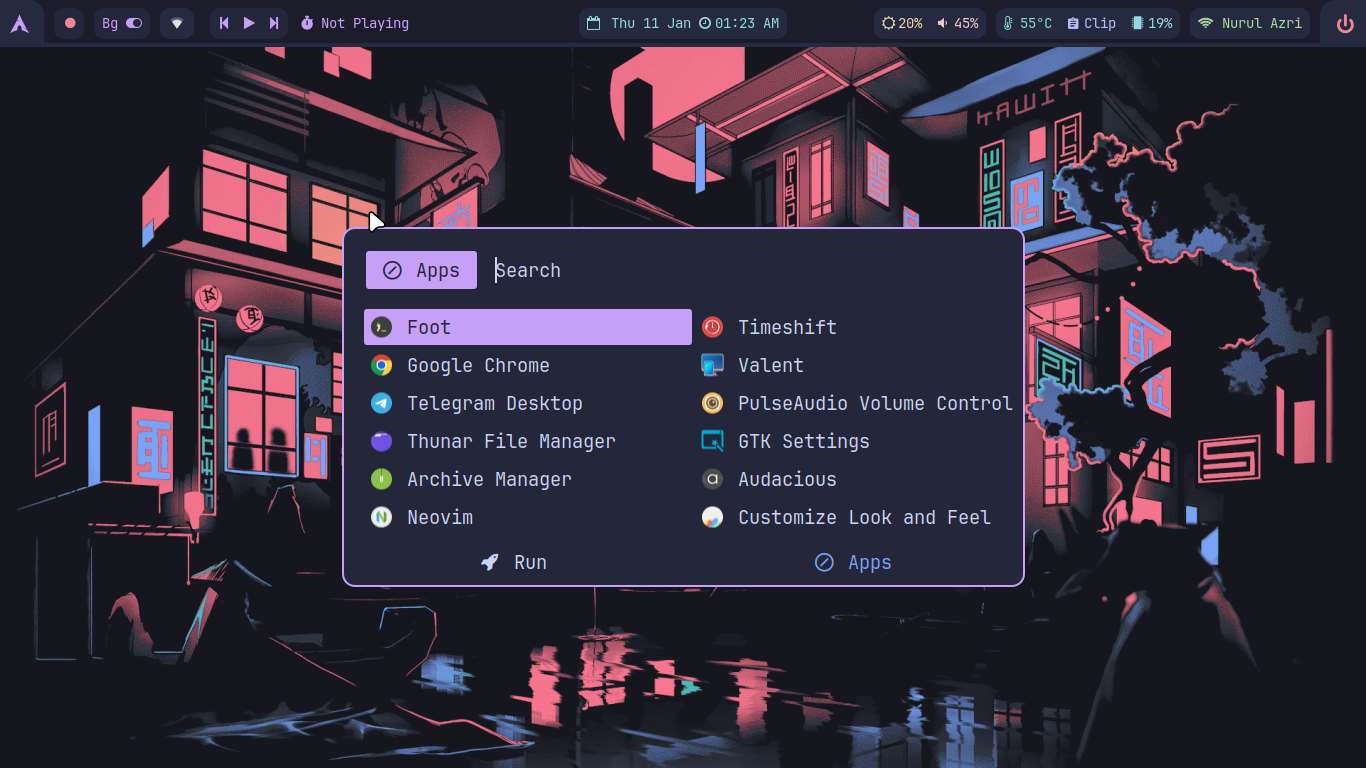 Bg
Not Playing
Thu 11 Jan 01:23 AM
20%
45%
55°C
Clip
19%
Nurul Azri
Apps
Search
Foot
Timeshift
Google Chrome
Valent
Telegram Desktop
PulseAudio Volume Control
Thunar File Manager
GTK Settings
Archive Manager
Audacious
Neovim
Customize Look and Feel
Run
Apps